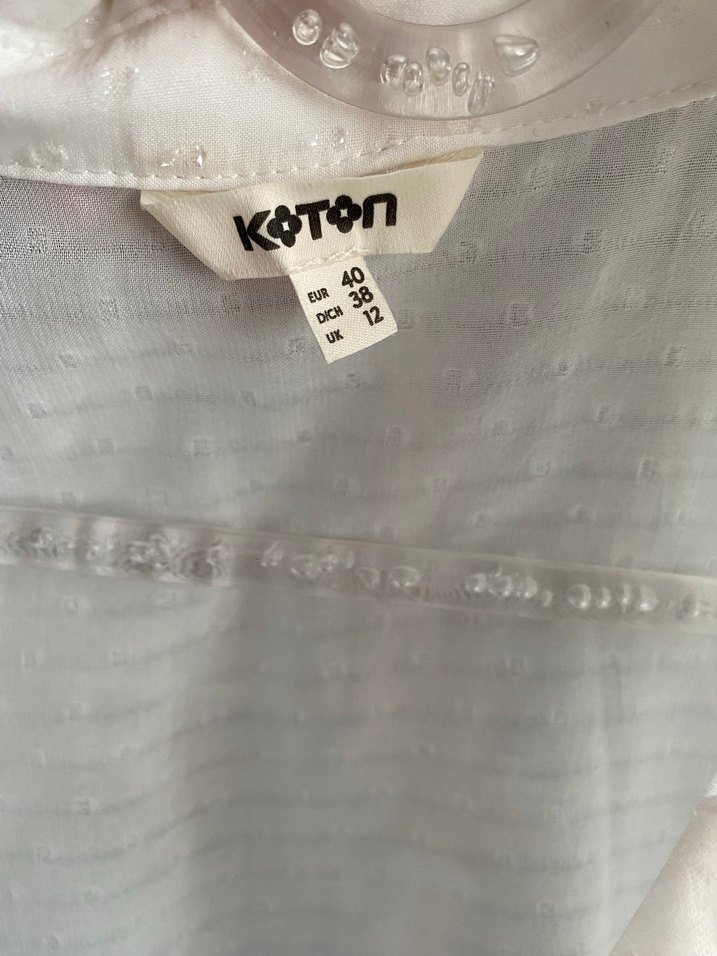 KOTON
EUR 40
D/CH 38
UK 12